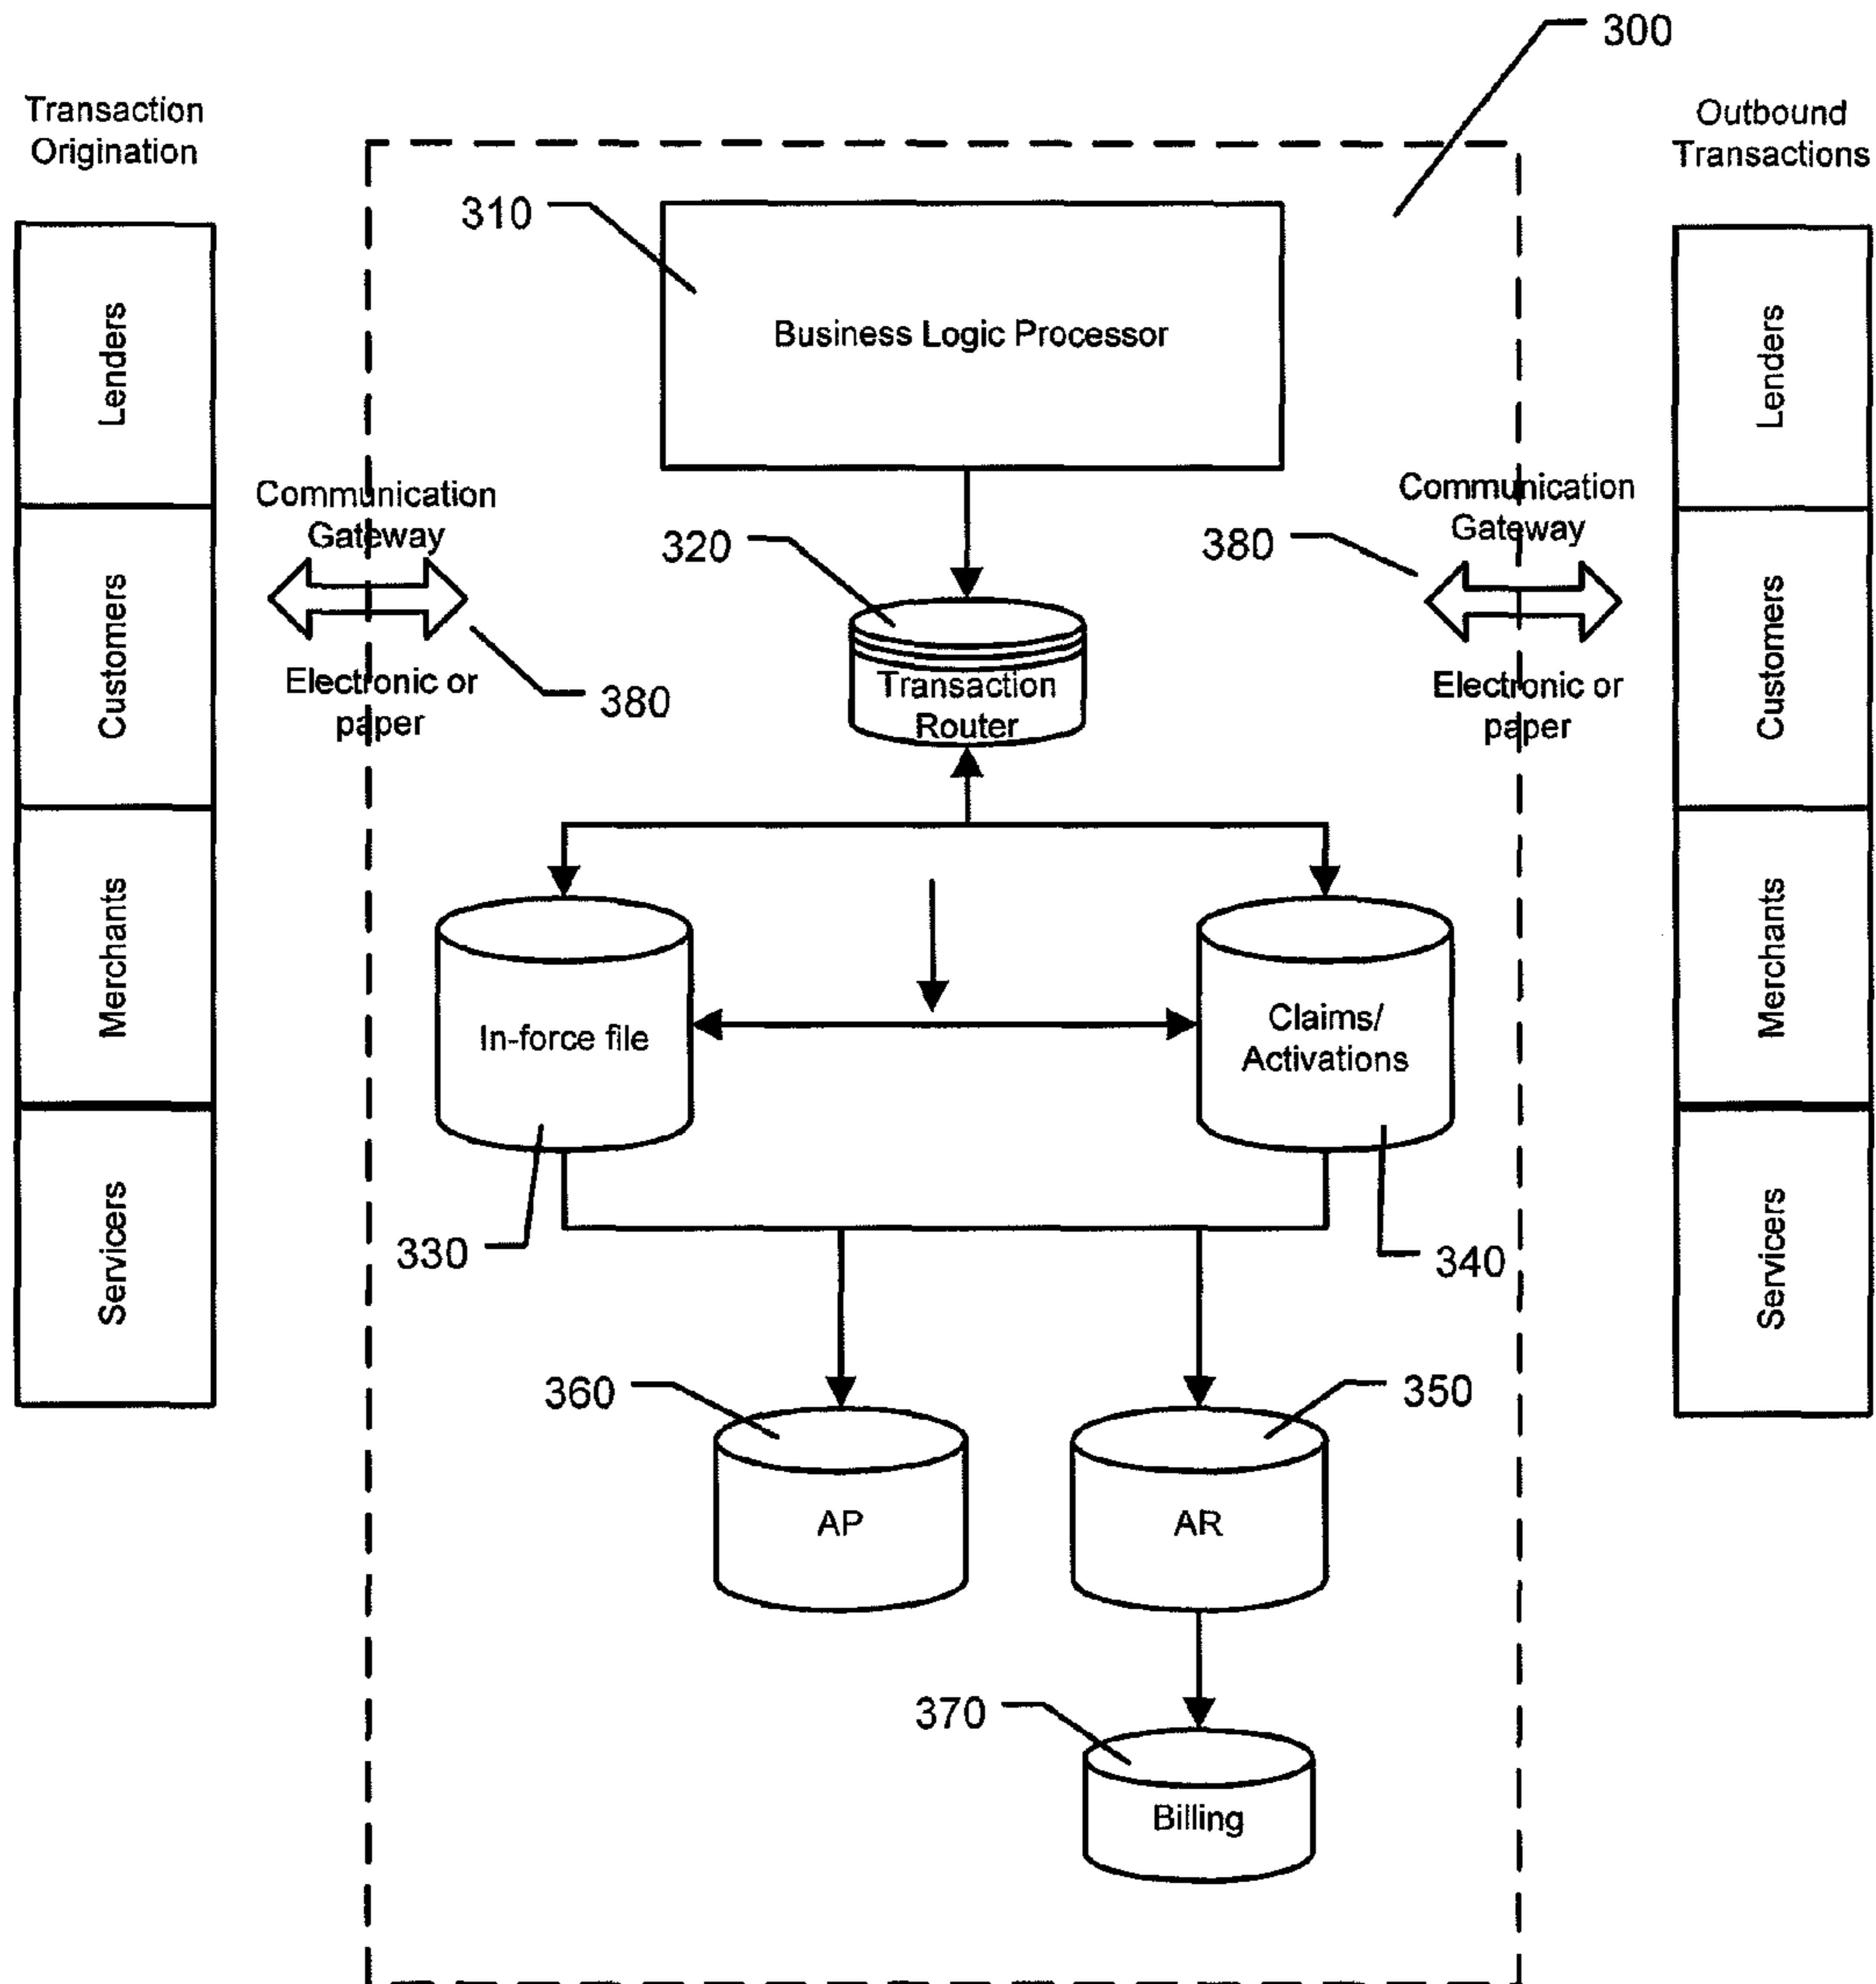 300
Transaction
Origination
Outbound
Transactions
310
Business Logic Processor
Lenders
Lenders
Communication
Gateway
Communication
Gateway
320
380
Customers
Customers
Electronic or
paper
380
Transaction
Router
Electronic or
paper
Merchants
Merchants
In-force file
Claims/
Activations
Servicers
Servicers
330
340
360
350
AP
AR
370
Billing